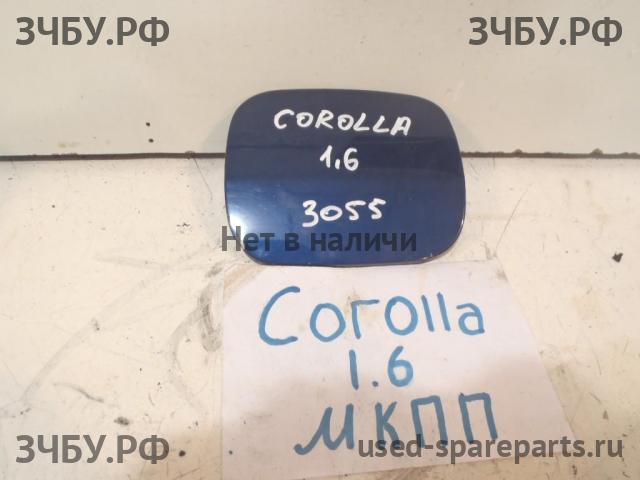 ЗЧБУ.РФ ЗЧБУ.РФ
COROLLA
1.6
3055
Нет в наличи
Corolla
1.6
МКПП
ЗЧБУ.РФ used-spareparts.ru